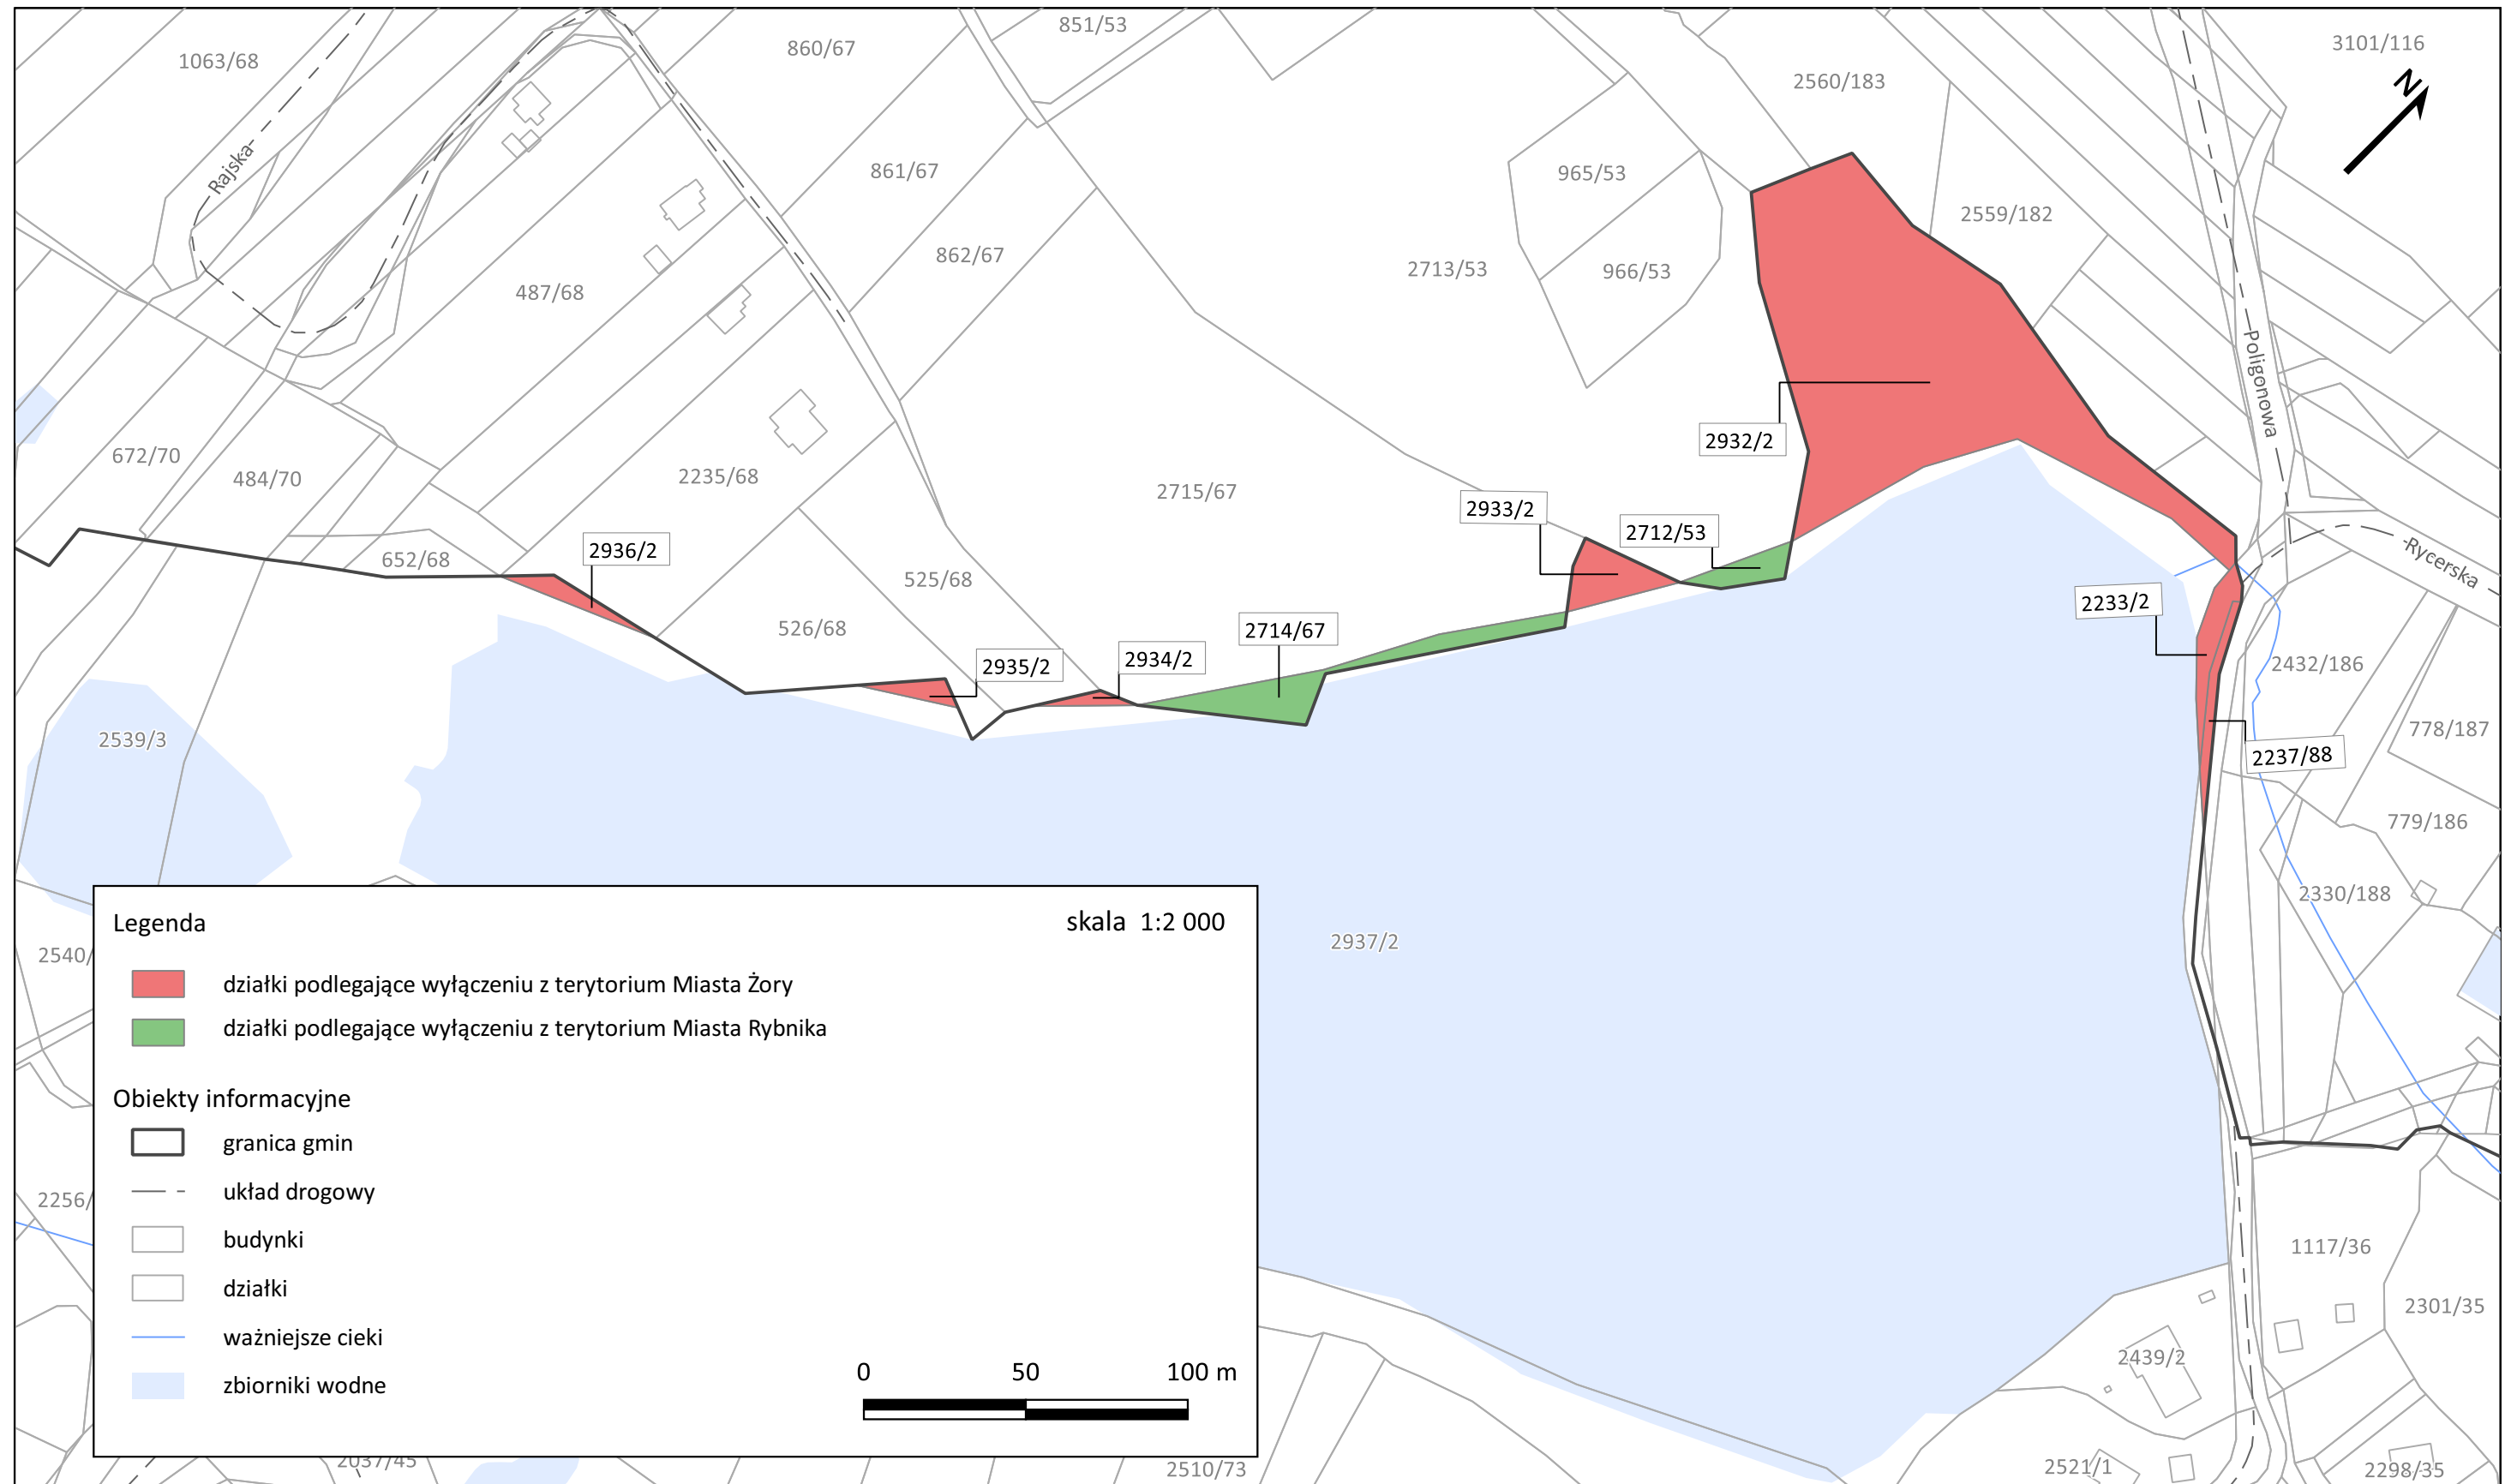 1063/68
860/67
851/53
3101/116
2560/183
N
Rajska
861/67
965/53
2559/182
862/67
2713/53
966/53
487/68
Poligonowa
2932/2
672/70
484/70
2235/68
2715/67
2933/2
2712/53
Rycerska
2936/2
652/68
525/68
2233/2
526/68
2714/67
2935/2
2934/2
2432/186
2539/3
778/187
2237/88
779/186
2330/188
2937/2
2540/
2256/
Legenda
skala 1:2 000
działki podlegające wyłączeniu z terytorium Miasta Żory
działki podlegające wyłączeniu z terytorium Miasta Rybnika
Obiekty informacyjne
granica gmin
układ drogowy
budynki
działki
ważniejsze cieki
zbiorniki wodne
0 50 100 m
1117/36
2301/35
2439/2
2037/45
2510/73
2521/1
2298/35